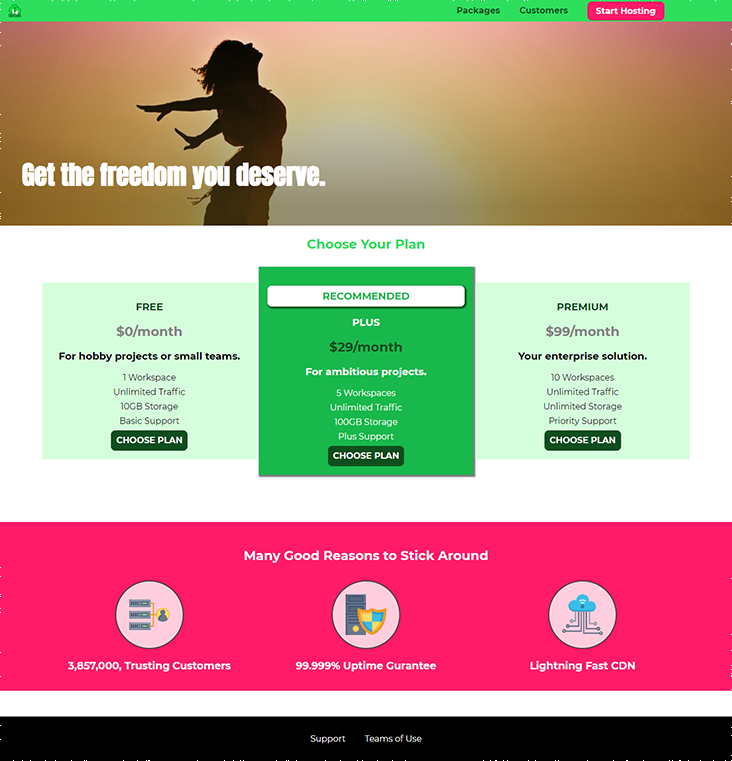 Packages Customers Start Hosting
Get the freedom you deserve.
Choose Your Plan
FREE
$0/month
For hobby projects or small teams.
1 Workspace
Unlimited Traffic
10GB Storage
Basic Support
CHOOSE PLAN
RECOMMENDED
PLUS
$29/month
For ambitious projects.
5 Workspaces
Unlimited Traffic
100GB Storage
Plus Support
CHOOSE PLAN
PREMIUM
$99/month
Your enterprise solution.
10 Workspaces
Unlimited Traffic
Unlimited Storage
Priority Support
CHOOSE PLAN
Many Good Reasons to Stick Around
3,857,000, Trusting Customers
99.999% Uptime Gurantee
Lightning Fast CDN
Support Teams of Use